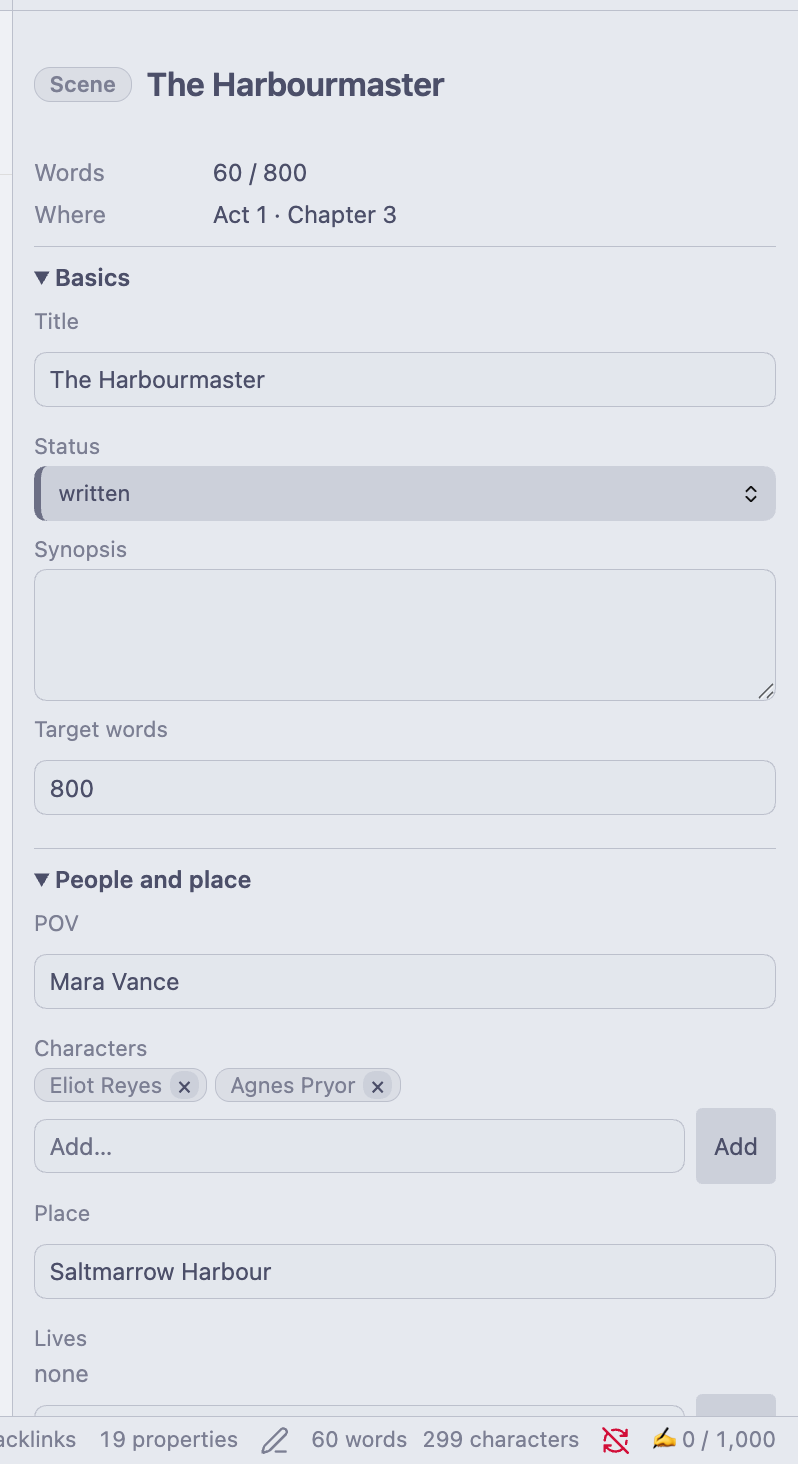 Scene The Harbourmaster
Words 60 / 800
Where Act 1 · Chapter 3
▼ Basics
Title
The Harbourmaster
Status
written
Synopsis
Target words
800
▼ People and place
POV
Mara Vance
Characters
Eliot Reyes × Agnes Pryor ×
Add... Add
Place
Saltmarrow Harbour
Lives
none
acklinks 19 properties 60 words 299 characters ✍️ 0 / 1,000